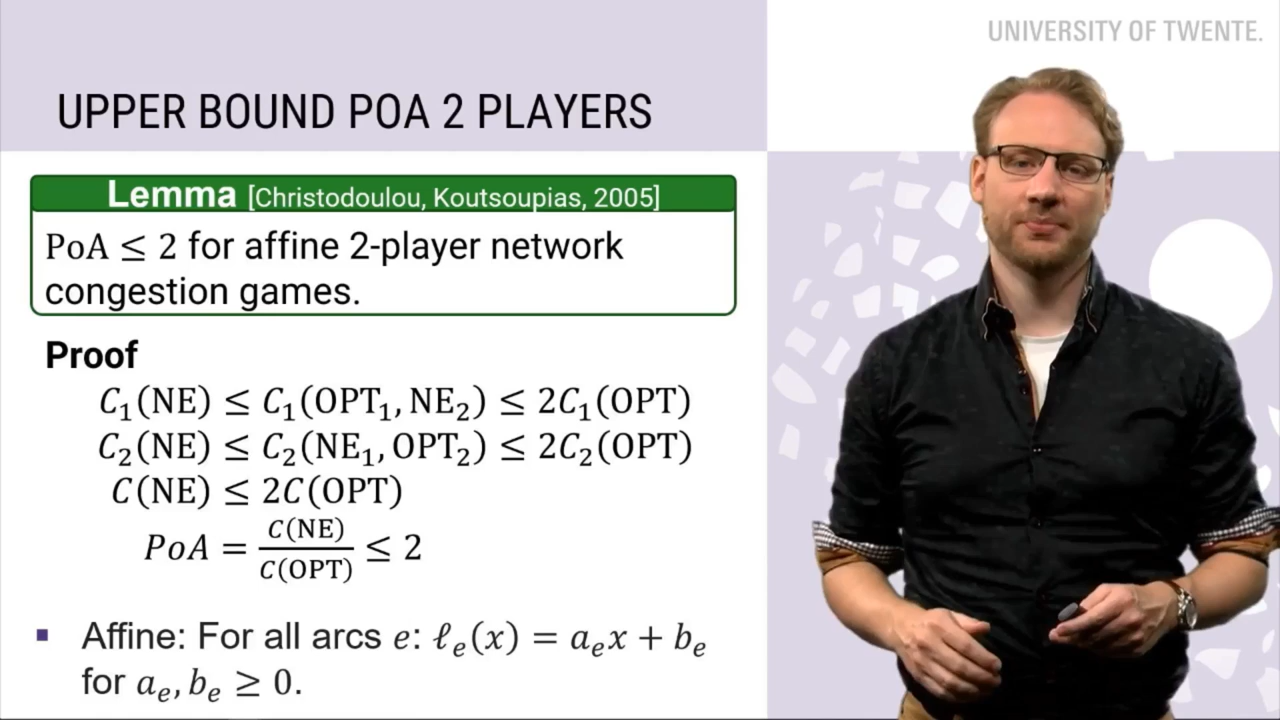 UNIVERSITY OF TWENTE.
UPPER BOUND POA 2 PLAYERS
Lemma [Christodoulou, Koutsoupias, 2005]
PoA ≤ 2 for affine 2-player network
congestion games.
Proof
C₁(NE) ≤ C₁(OPT₁, NE₂) ≤ 2C₁(OPT)
C₂(NE) ≤ C₂(NE₁, OPT₂) ≤ 2C₂(OPT)
C(NE) ≤ 2C(OPT)
PoA = C(NE)/C(OPT) ≤ 2
▪ Affine: For all arcs e: ℓₑ(x) = aₑx + bₑ
for aₑ, bₑ ≥ 0.